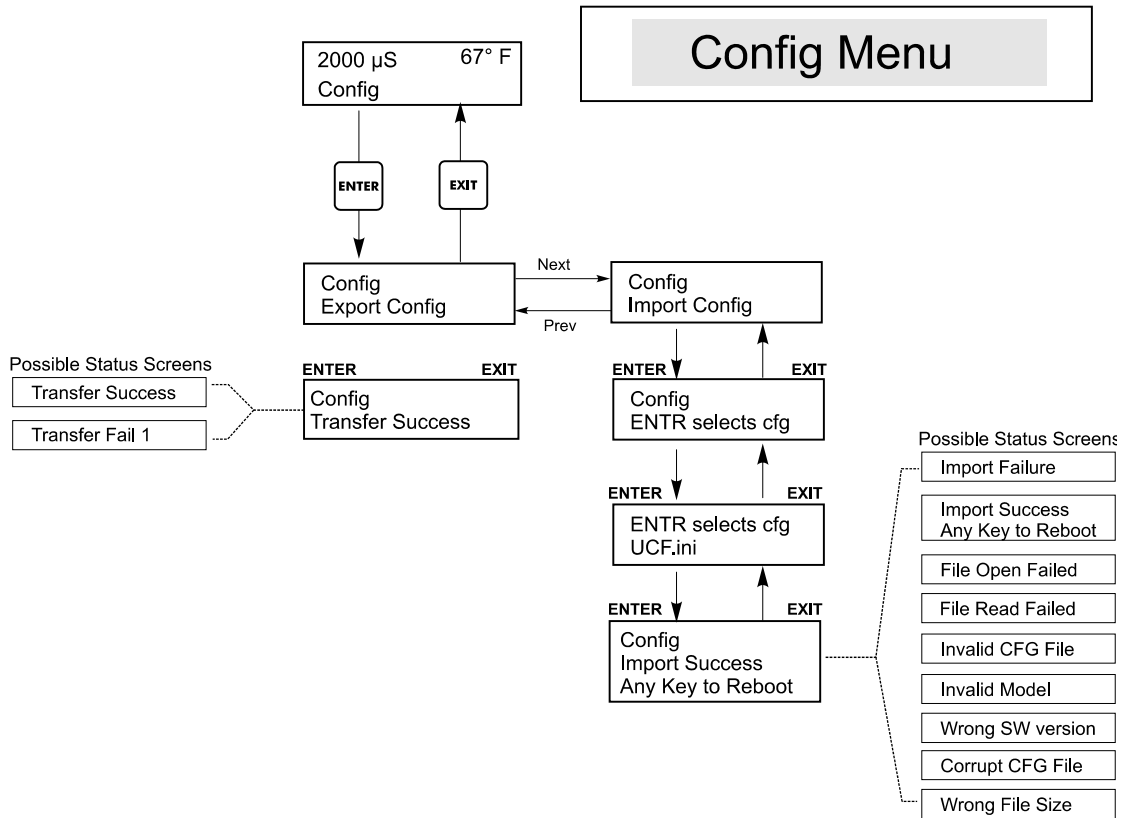 Config Menu
2000 µS 67° F
Config
ENTER EXIT
Config
Export Config
Next
Prev
Config
Import Config
Possible Status Screens
Transfer Success
Transfer Fail 1
ENTER EXIT
Config
Transfer Success
ENTER EXIT
Config
ENTR selects cfg
ENTER EXIT
ENTR selects cfg
UCF.ini
ENTER EXIT
Config
Import Success
Any Key to Reboot
Possible Status Screens
Import Failure
Import Success
Any Key to Reboot
File Open Failed
File Read Failed
Invalid CFG File
Invalid Model
Wrong SW version
Corrupt CFG File
Wrong File Size